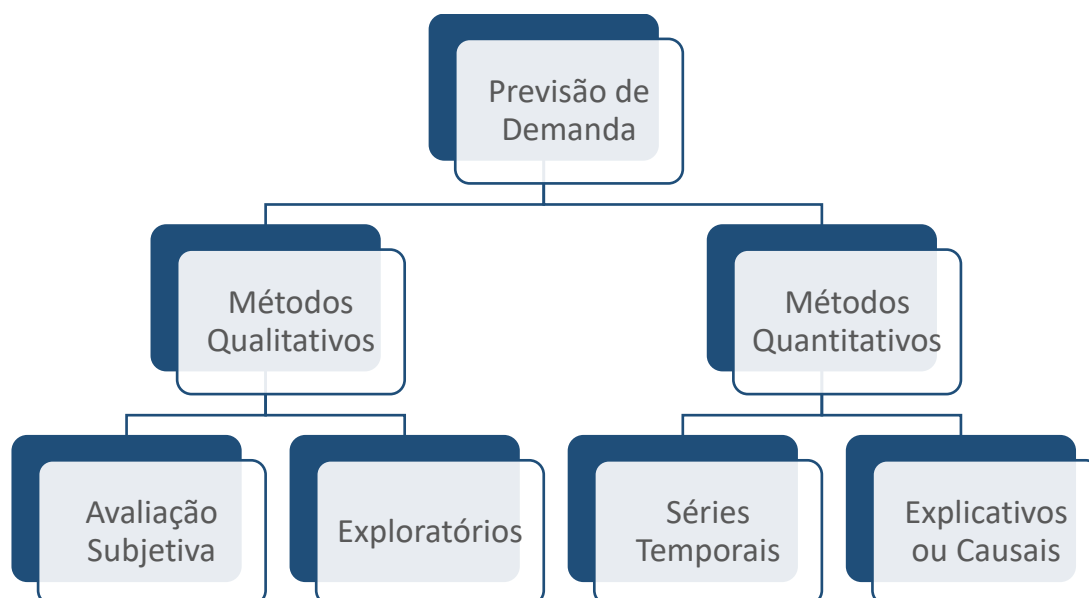 Previsão de
Demanda
Métodos
Qualitativos
Métodos
Quantitativos
Avaliação
Subjetiva
Exploratórios
Séries
Temporais
Explicativos
ou Causais